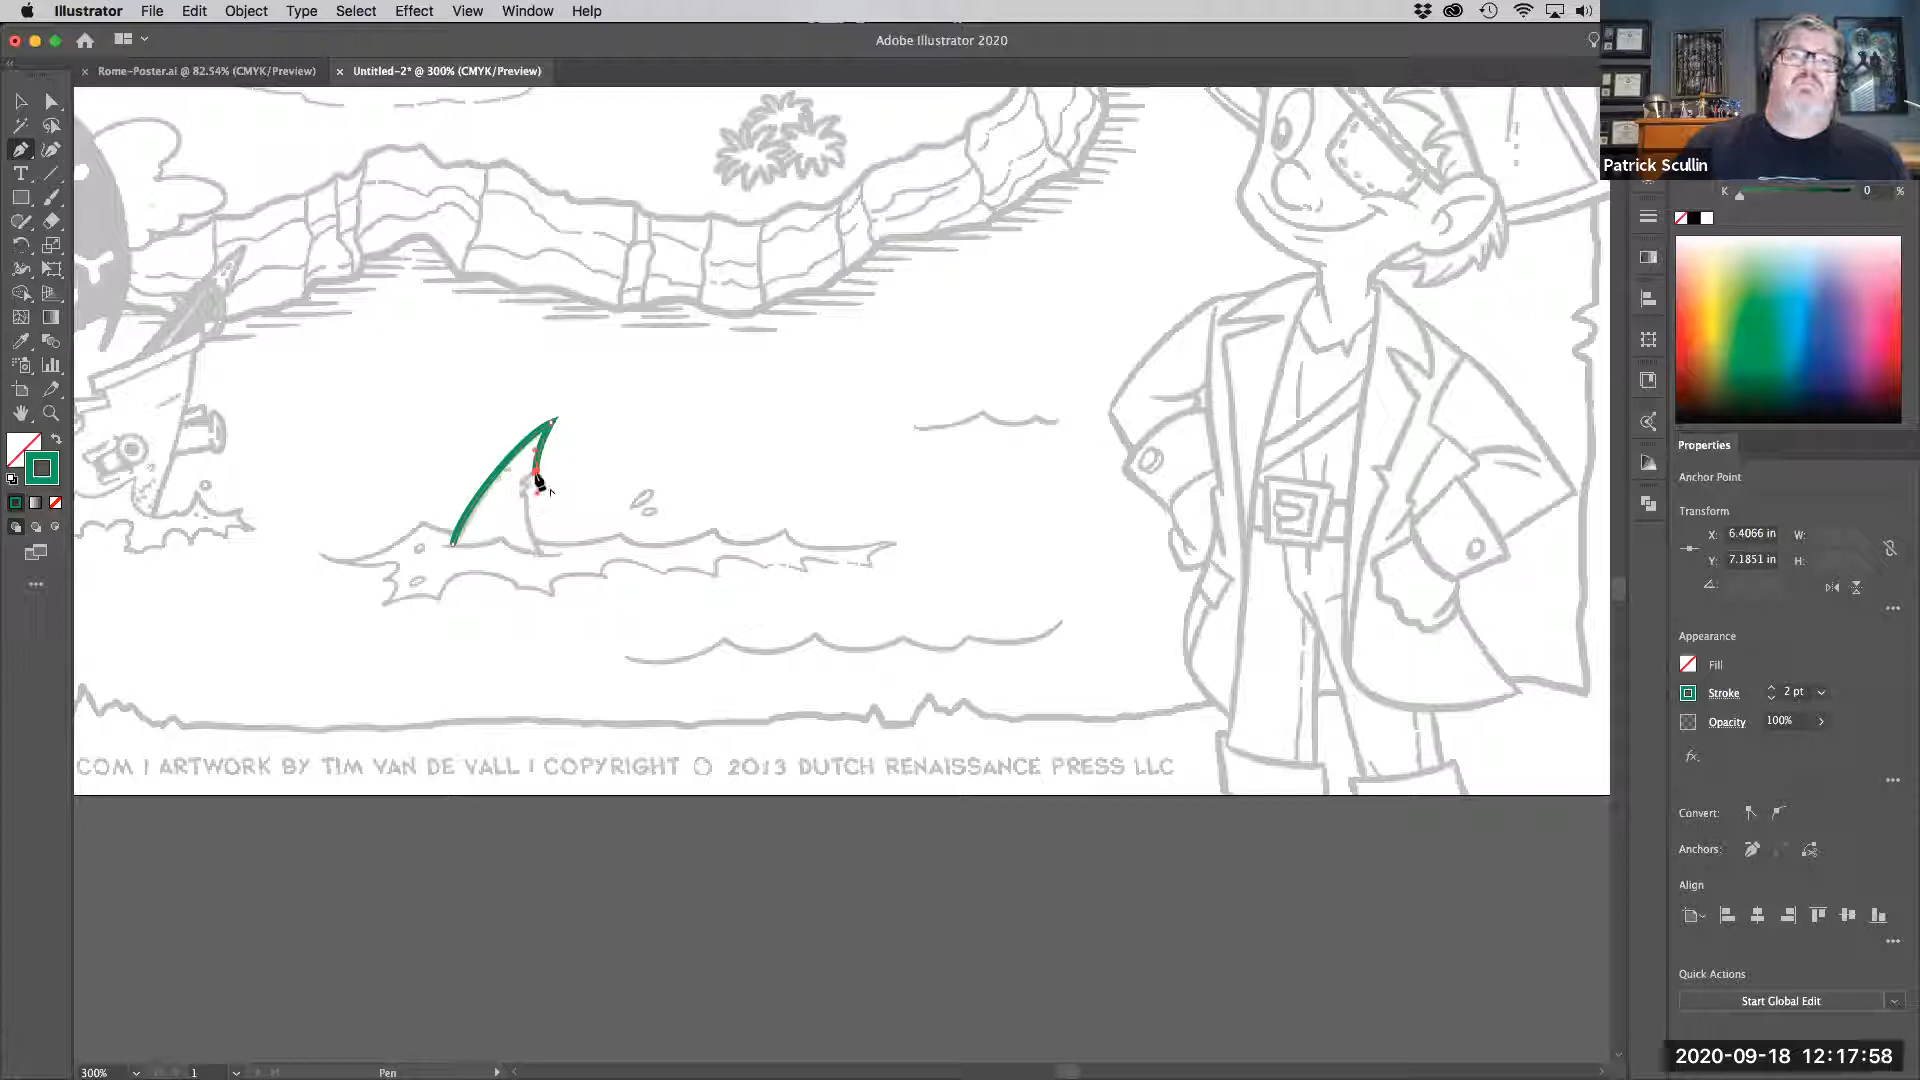 Illustrator File Edit Object Type Select Effect View Window Help
Adobe Illustrator 2020
Rome-Poster.ai @ 82.54% (CMYK/Preview)
Untitled-2* @ 300% (CMYK/Preview)
Patrick Scullin
K 0 %
Properties
Anchor Point
Transform
X: 6.4066 in W:
Y: 7.1851 in H:
Appearance
Fill
Stroke 2 pt
Opacity 100%
fx.
Convert:
Anchors:
Align
Quick Actions
Start Global Edit
COM | ARTWORK BY TIM VAN DE VALL | COPYRIGHT © 2013 DUTCH RENAISSANCE PRESS LLC
300% 1 Pen
2020-09-18 12:17:58